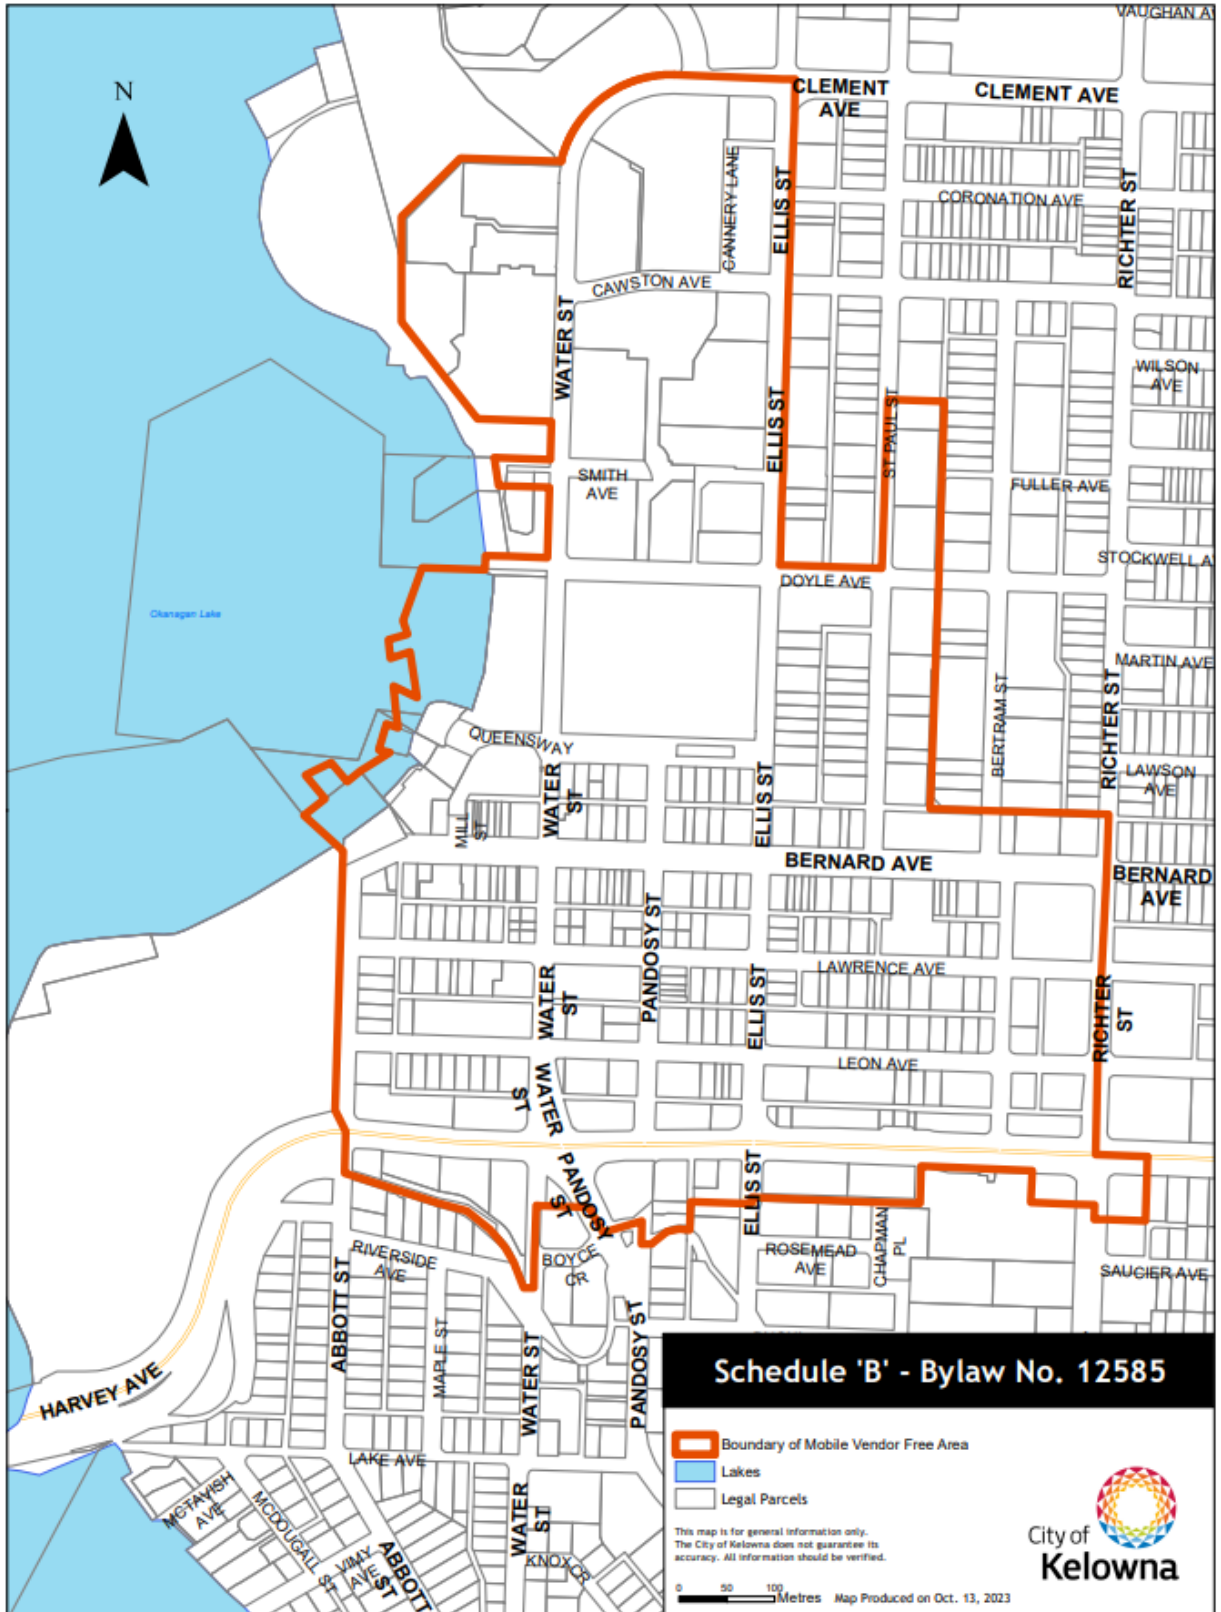 VAUGHAN AV
N
CLEMENT
AVE
CLEMENT AVE
CANNERY LANE
ELLIS ST
CORONATION AVE
RICHTER ST
CAWSTON AVE
WATER ST
WILSON
AVE
ELLIS ST
ST PAUL ST
SMITH
AVE
FULLER AVE
STOCKWELL A
DOYLE AVE
Okanagan Lake
MARTIN AVE
BERTRAM ST
RICHTER ST
QUEENSWAY
WATER
ST
ELLIS ST
LAWSON
AVE
MILL
ST
BERNARD AVE
BERNARD
AVE
PANDOSY ST
LAWRENCE AVE
WATER
ST
ELLIS ST
RICHTER
ST
LEON AVE
WATER
ST
PANDOSY
ST
ELLIS ST
CHAPMAN
PL
RIVERSIDE
AVE
BOYCE
CR
ROSEMEAD
AVE
SAUCIER AVE
ABBOTT ST
MAPLE ST
WATER ST
PANDOSY ST
HARVEY AVE
LAKE AVE
MCTAVISH
AVE
MCDOUGALL ST
VIMY
AVE
ABBOTT
ST
WATER
ST
KNOX CR
Schedule 'B' - Bylaw No. 12585
Boundary of Mobile Vendor Free Area
Lakes
Legal Parcels
This map is for general information only.
The City of Kelowna does not guarantee its
accuracy. All information should be verified.
0 50 100
Metres Map Produced on Oct. 13, 2023
City of
Kelowna